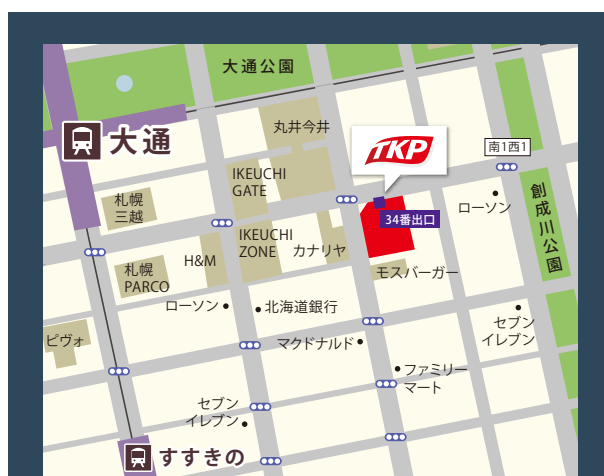 大通公園
大通
丸井今井
TKP
南1西1
IKEUCHI
GATE
札幌
三越
34番出口
ローソン
創成川公園
IKEUCHI
ZONE
カナリヤ
H&M
札幌
PARCO
モスバーガー
ローソン
北海道銀行
セブン
イレブン
ピヴォ
マクドナルド
ファミリー
マート
セブン
イレブン
すすきの